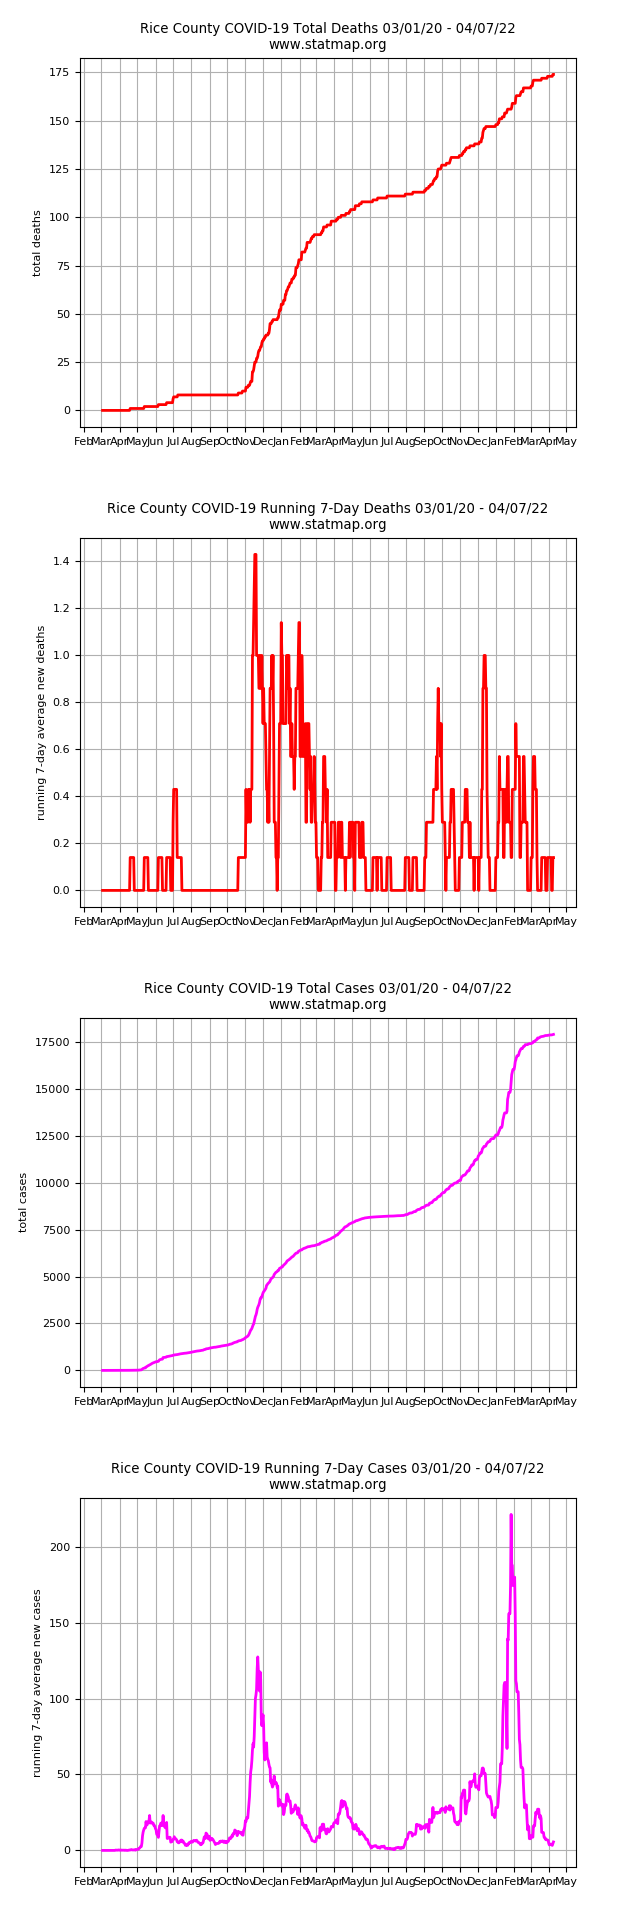 Rice County COVID-19 Total Deaths 03/01/20 - 04/07/22
www.statmap.org
175
150
125
100
75
50
25
0
total deaths
Feb Mar Apr May Jun Jul Aug Sep Oct Nov Dec Jan Feb Mar Apr May Jun Jul Aug Sep Oct Nov Dec Jan Feb Mar Apr May
Rice County COVID-19 Running 7-Day Deaths 03/01/20 - 04/07/22
www.statmap.org
1.4
1.2
1.0
0.8
0.6
0.4
0.2
0.0
running 7-day average new deaths
Feb Mar Apr May Jun Jul Aug Sep Oct Nov Dec Jan Feb Mar Apr May Jun Jul Aug Sep Oct Nov Dec Jan Feb Mar Apr May
Rice County COVID-19 Total Cases 03/01/20 - 04/07/22
www.statmap.org
17500
15000
12500
10000
7500
5000
2500
0
total cases
Feb Mar Apr May Jun Jul Aug Sep Oct Nov Dec Jan Feb Mar Apr May Jun Jul Aug Sep Oct Nov Dec Jan Feb Mar Apr May
Rice County COVID-19 Running 7-Day Cases 03/01/20 - 04/07/22
www.statmap.org
200
150
100
50
0
running 7-day average new cases
Feb Mar Apr May Jun Jul Aug Sep Oct Nov Dec Jan Feb Mar Apr May Jun Jul Aug Sep Oct Nov Dec Jan Feb Mar Apr May